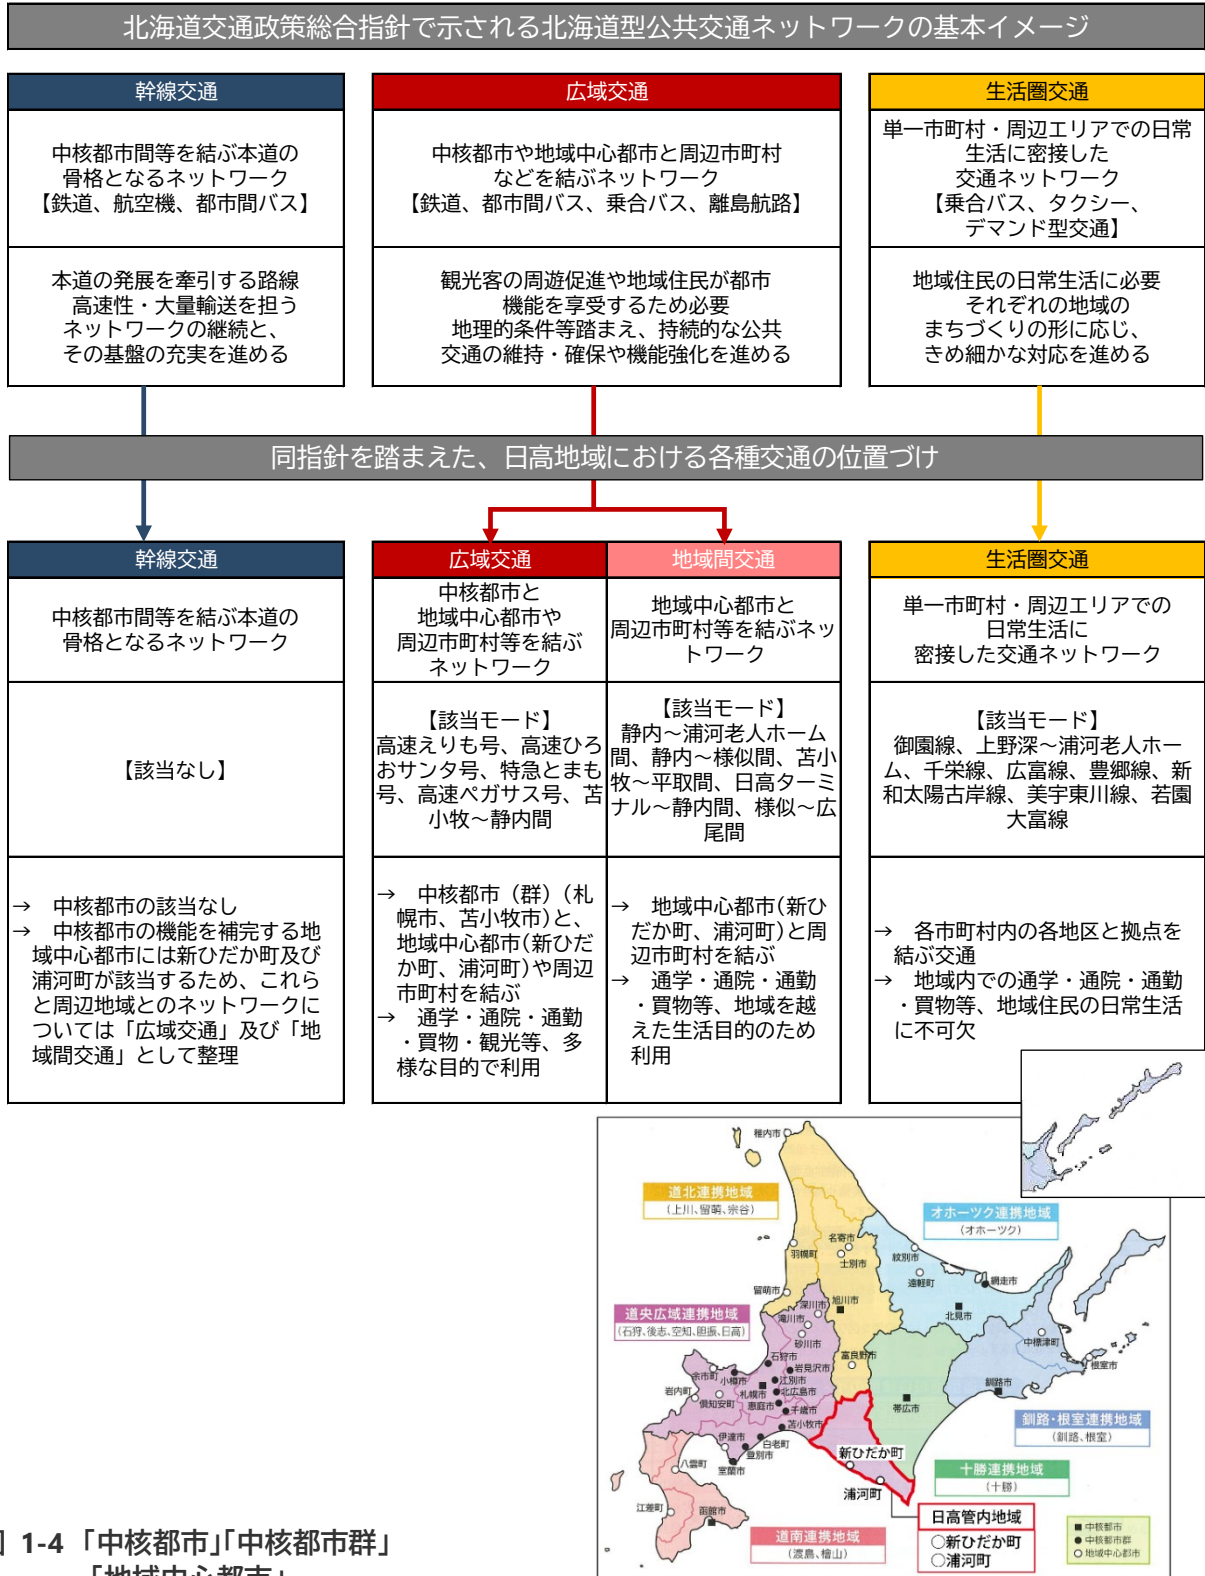 北海道交通政策総合指針で示される北海道型公共交通ネットワークの基本イメージ
幹線交通
中核都市間等を結ぶ本道の
骨格となるネットワーク
【鉄道、航空機、都市間バス】
本道の発展を牽引する路線
高速性・大量輸送を担う
ネットワークの継続と、
その基盤の充実を進める
広域交通
中核都市や地域中心都市と周辺市町村
などを結ぶネットワーク
【鉄道、都市間バス、乗合バス、離島航路】
観光客の周遊促進や地域住民が都市
機能を享受するため必要
地理的条件等踏まえ、持続的な公共
交通の維持・確保や機能強化を進める
生活圏交通
単一市町村・周辺エリアでの日常
生活に密接した
交通ネットワーク
【乗合バス、タクシー、
デマンド型交通】
地域住民の日常生活に必要
それぞれの地域の
まちづくりの形に応じ、
きめ細かな対応を進める
同指針を踏まえた、日高地域における各種交通の位置づけ
幹線交通
中核都市間等を結ぶ本道の
骨格となるネットワーク
【該当なし】
→ 中核都市の該当なし
→ 中核都市の機能を補完する地
域中心都市には新ひだか町及び
浦河町が該当するため、これら
と周辺地域とのネットワークに
ついては「広域交通」及び「地
域間交通」として整理
広域交通
中核都市と
地域中心都市や
周辺市町村等を結ぶ
ネットワーク
【該当モード】
高速えりも号、高速ひろ
おサンタ号、特急とまも
号、高速ペガサス号、苫
小牧～静内間
→ 中核都市（群）(札
幌市、苫小牧市)と、
地域中心都市(新ひだ
か町、浦河町)や周辺
市町村を結ぶ
→ 通学・通院・通勤
・買物・観光等、多
様な目的で利用
地域間交通
地域中心都市と
周辺市町村等を結ぶネッ
トワーク
【該当モード】
静内～浦河老人ホーム
間、静内～様似間、苫小
牧～平取間、日高ターミ
ナル～静内間、様似～広
尾間
→ 地域中心都市(新ひ
だか町、浦河町)と周
辺市町村を結ぶ
→ 通学・通院・通勤
・買物等、地域を越
えた生活目的のため
利用
生活圏交通
単一市町村・周辺エリアでの
日常生活に
密接した交通ネットワーク
【該当モード】
御園線、上野深～浦河老人ホー
ム、千栄線、広富線、豊郷線、新
和太陽古岸線、美宇東川線、若園
大富線
→ 各市町村内の各地区と拠点を
結ぶ交通
→ 地域内での通学・通院・通勤
・買物等、地域住民の日常生活
に不可欠
稚内市
道北連携地域
(上川、留萌、宗谷)
オホーツク連携地域
(オホーツク)
名寄市
羽幌町
士別市
紋別市
遠軽町
網走市
留萌市
深川市
旭川市
北見市
道央広域連携地域
(石狩、後志、空知、胆振、日高)
滝川市
砂川市
中標津町
石狩市
富良野市
根室市
岩見沢市
余市町
小樽市
江別市
釧路市
岩内町
札幌市
北広島市
倶知安町
恵庭市
千歳市
帯広市
苫小牧市
釧路・根室連携地域
(釧路、根室)
伊達市
白老町
登別市
新ひだか町
八雲町
室蘭市
十勝連携地域
(十勝)
浦河町
江差町
函館市
日高管内地域
○新ひだか町
○浦河町
道南連携地域
(渡島、檜山)
■中核都市
●中核都市群
○地域中心都市
1-4 「中核都市」「中核都市群」
「地域中心都市」